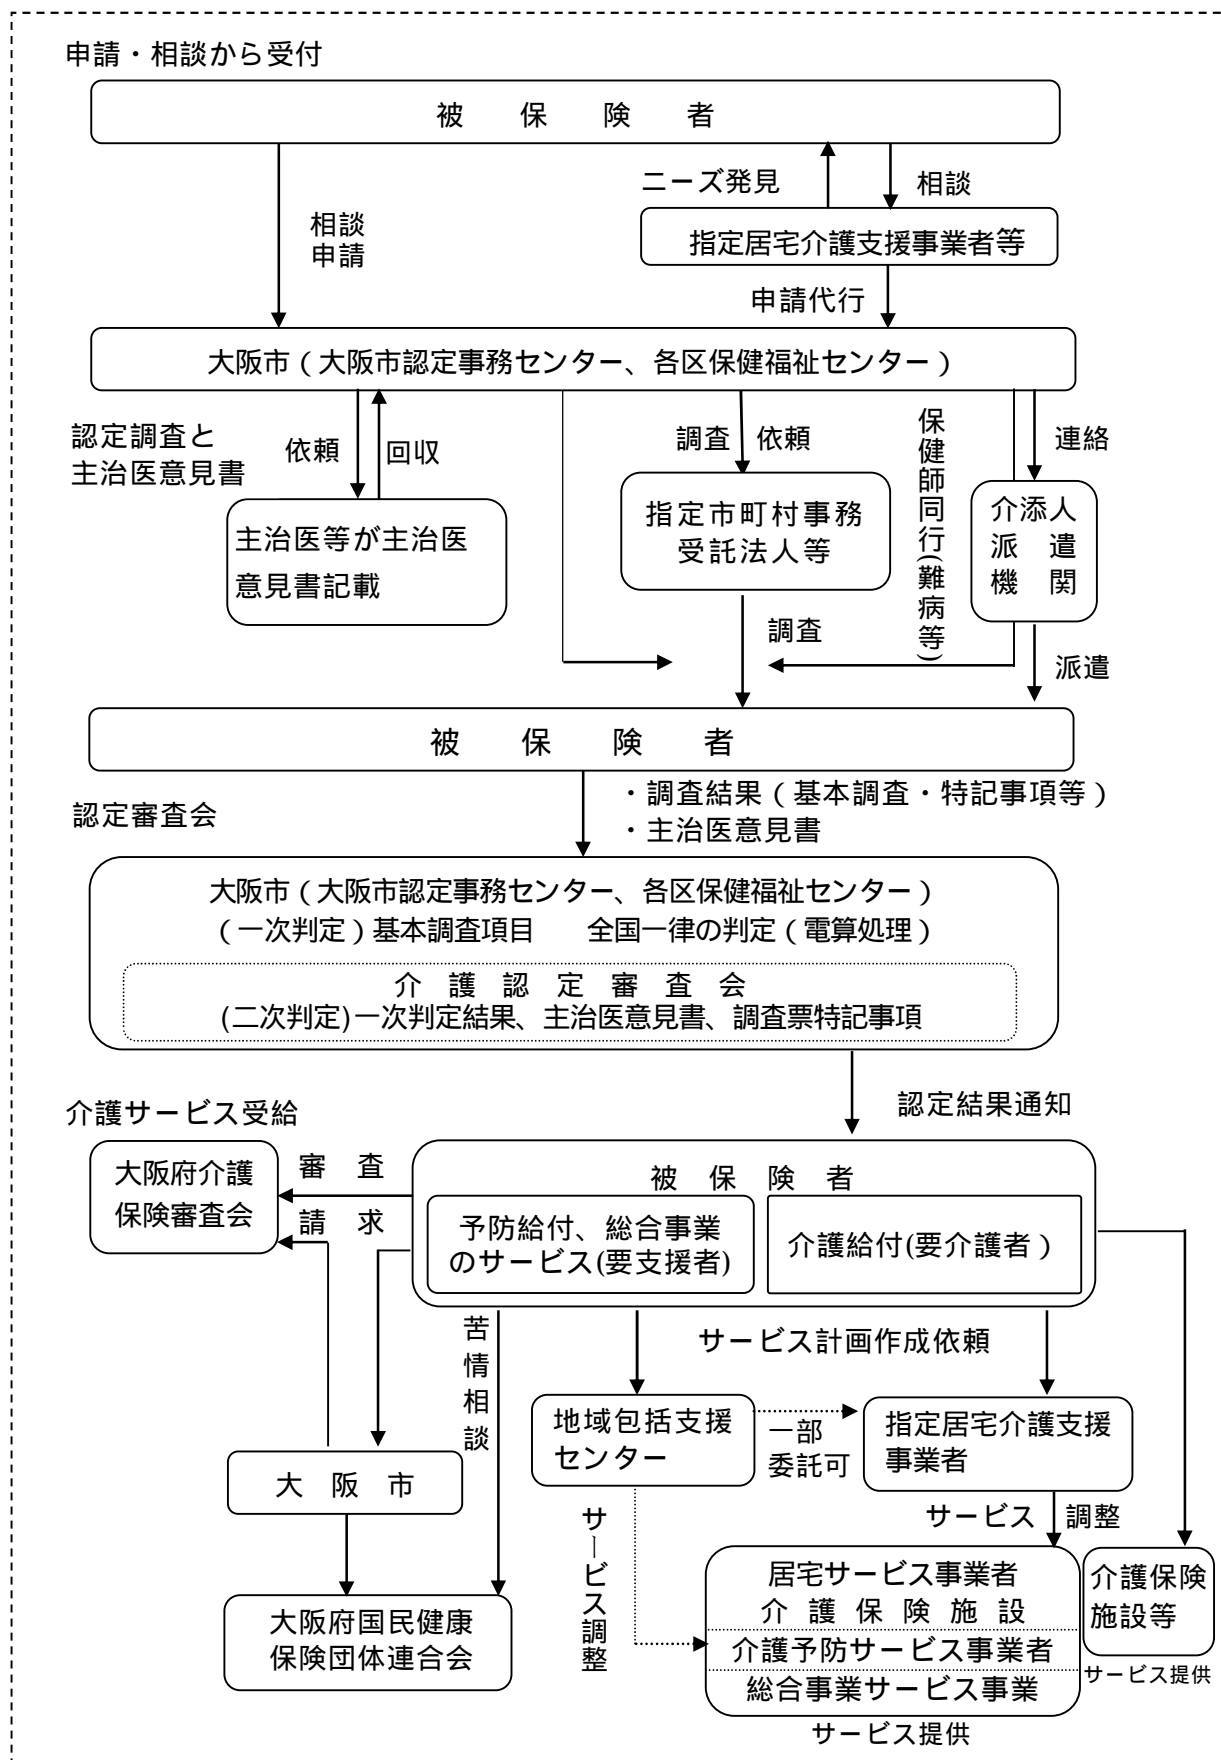 申請・相談から受付
被保険者
ニーズ発見
相談
相談
申請
指定居宅介護支援事業者等
申請代行
大阪市（大阪市認定事務センター、各区保健福祉センター）
認定調査と
主治医意見書
依頼
回収
調査
依頼
保健師同行(難病等)
連絡
主治医等が主治医
意見書記載
指定市町村事務
受託法人等
介添人
派遣
機関
調査
派遣
被保険者
認定審査会
・調査結果（基本調査・特記事項等）
・主治医意見書
大阪市（大阪市認定事務センター、各区保健福祉センター）
（一次判定）基本調査項目　全国一律の判定（電算処理）
介護認定審査会
(二次判定)一次判定結果、主治医意見書、調査票特記事項
認定結果通知
介護サービス受給
大阪府介護
保険審査会
審査
請求
被保険者
予防給付、総合事業
のサービス(要支援者)
介護給付(要介護者）
苦情相談
サービス計画作成依頼
地域包括支援
センター
一部
委託可
指定居宅介護支援
事業者
大阪市
サービス調整
サービス
調整
大阪府国民健康
保険団体連合会
居宅サービス事業者
介護保険施設
介護予防サービス事業者
総合事業サービス事業
サービス提供
介護保険
施設等
サービス提供